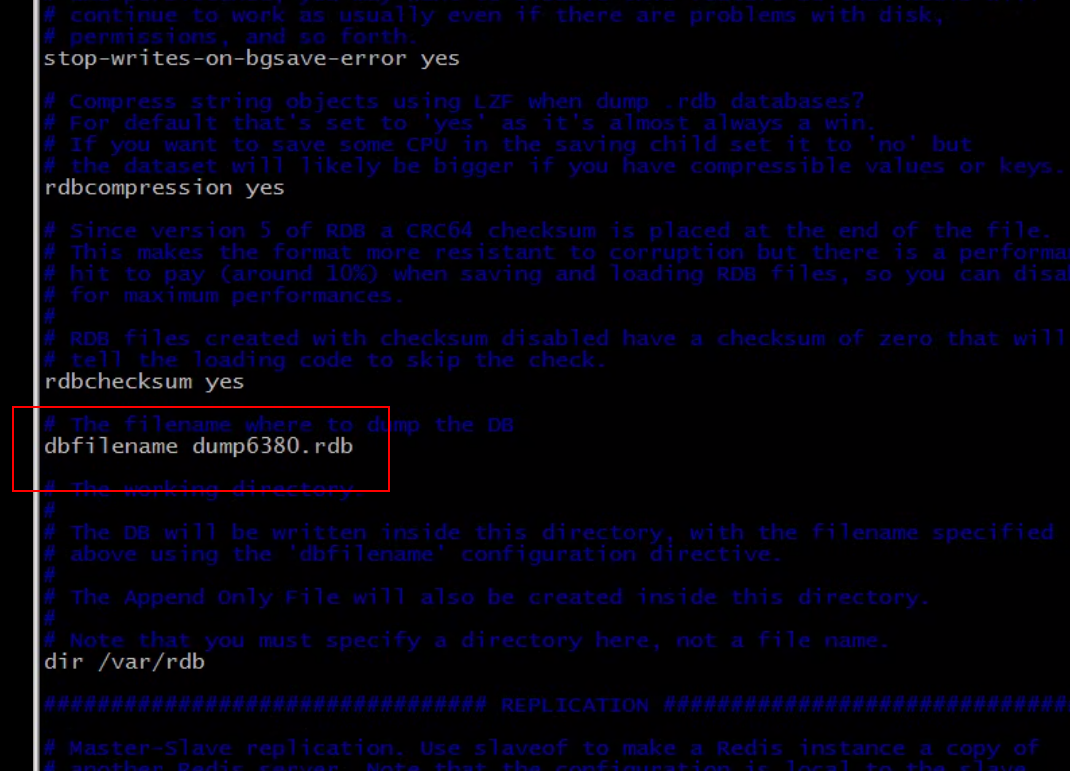 # continue to work as usually even if there are problems with disk,
# permissions, and so forth.
stop-writes-on-bgsave-error yes
# Compress string objects using LZF when dump .rdb databases?
# For default that's set to 'yes' as it's almost always a win.
# If you want to save some CPU in the saving child set it to 'no' but
# the dataset will likely be bigger if you have compressible values or keys.
rdbcompression yes
# Since version 5 of RDB a CRC64 checksum is placed at the end of the file.
# This makes the format more resistant to corruption but there is a performa
# hit to pay (around 10%) when saving and loading RDB files, so you can disa
# for maximum performances.
#
# RDB files created with checksum disabled have a checksum of zero that will
# tell the loading code to skip the check.
rdbchecksum yes
# The filename where to dump the DB
dbfilename dump6380.rdb
# The working directory
#
# The DB will be written inside this directory, with the filename specified
# above using the 'dbfilename' configuration directive.
#
# The Append Only File will also be created inside this directory.
#
# Note that you must specify a directory here, not a file name.
dir /var/rdb
################################# REPLICATION ##############################
# Master-Slave replication. Use slaveof to make a Redis instance a copy of
# another Redis server. Note that the configuration is local to the slave